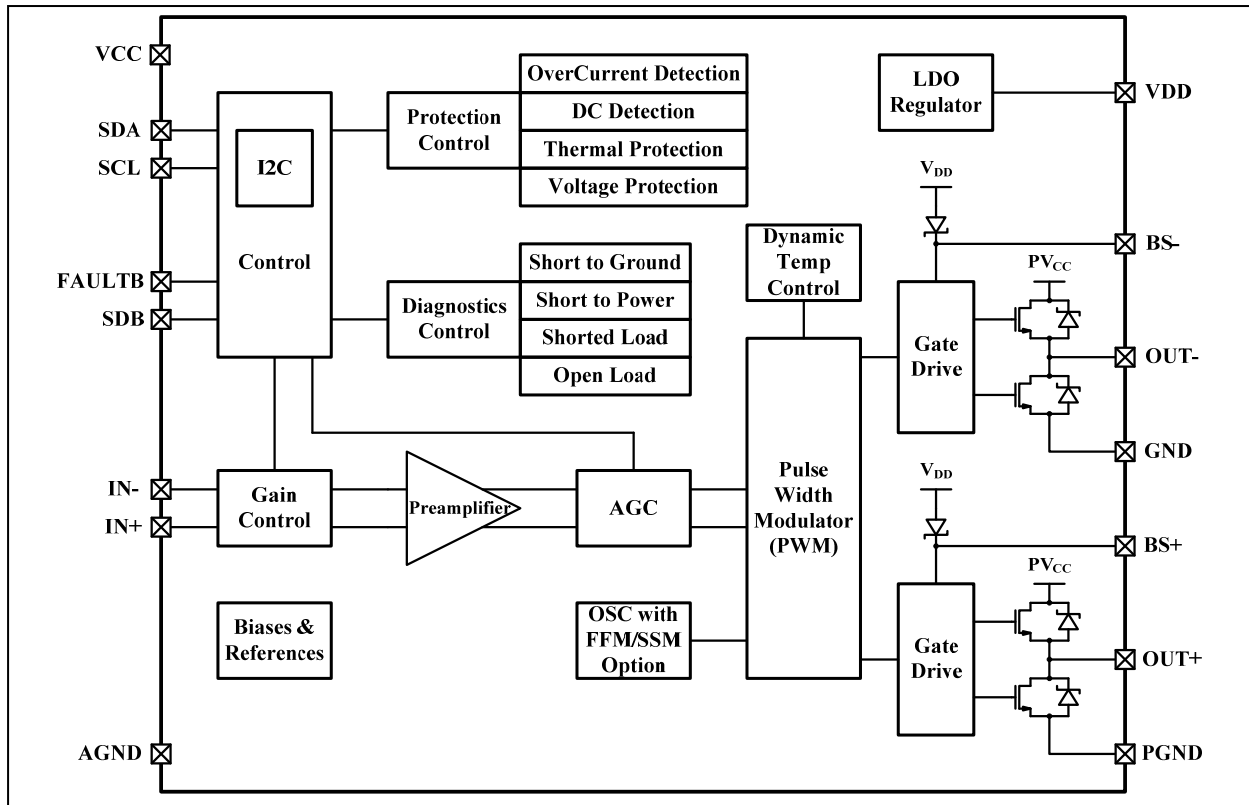 VCC
SDA
SCL
FAULTB
SDB
IN-
IN+
AGND
I2C
Control
Protection
Control
OverCurrent Detection
DC Detection
Thermal Protection
Voltage Protection
Diagnostics
Control
Short to Ground
Short to Power
Shorted Load
Open Load
Gain
Control
Preamplifier
AGC
Biases &
References
OSC with
FFM/SSM
Option
Dynamic
Temp
Control
Pulse
Width
Modulator
(PWM)
LDO
Regulator
VDD
VDD
BS-
Gate
Drive
PVCC
OUT-
GND
VDD
BS+
Gate
Drive
PVCC
OUT+
PGND